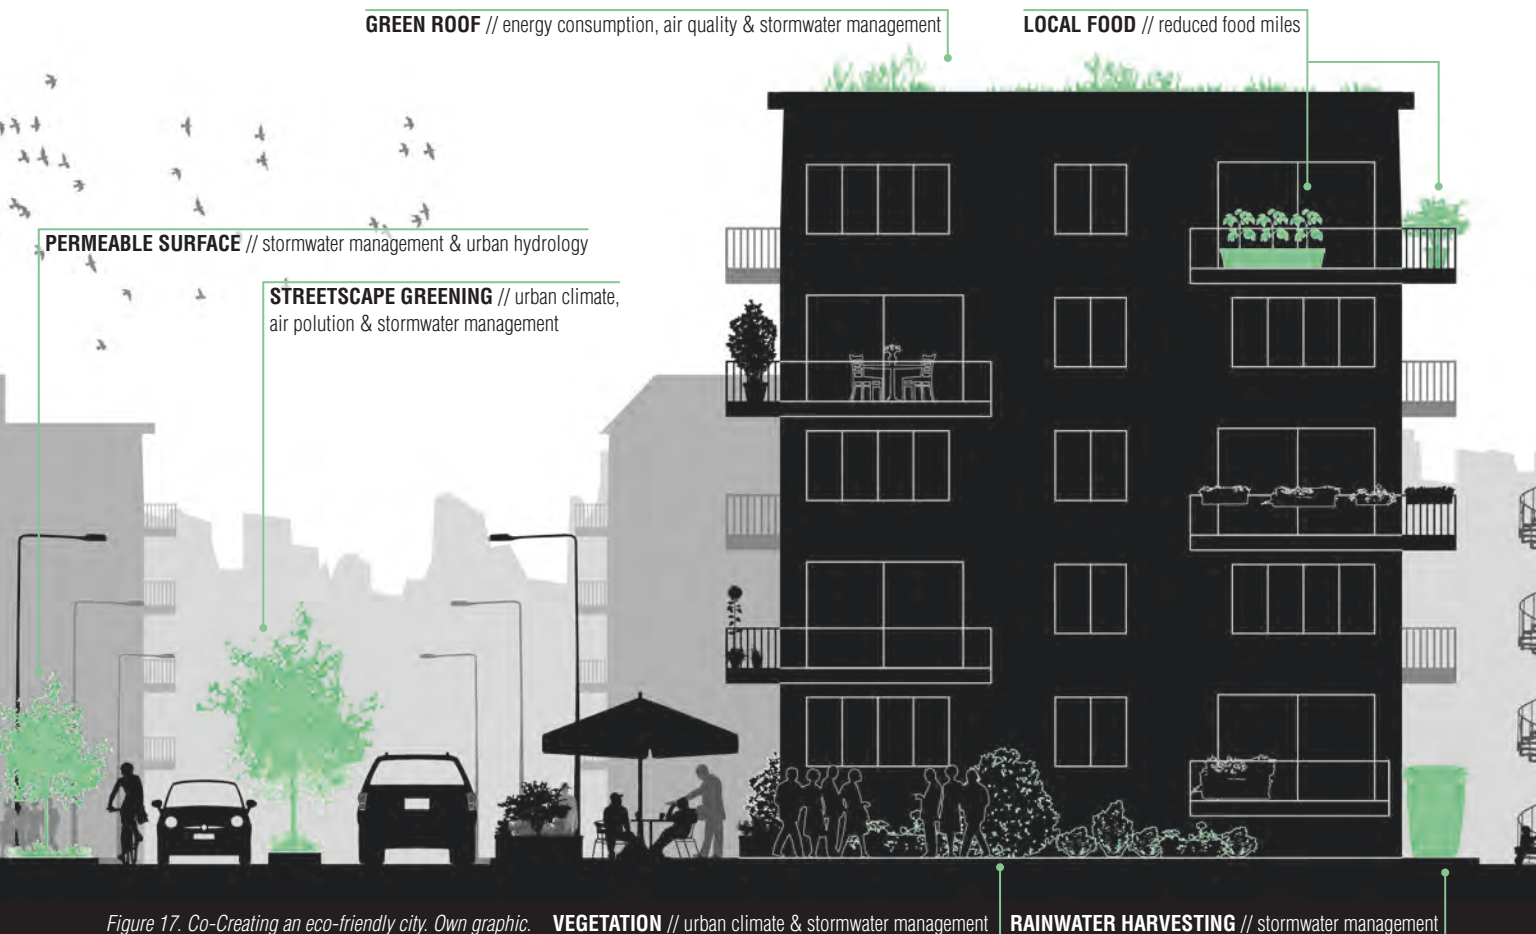 GREEN ROOF // energy consumption, air quality & stormwater management
LOCAL FOOD // reduced food miles
PERMEABLE SURFACE // stormwater management & urban hydrology
STREETSCAPE GREENING // urban climate,
air polution & stormwater management
Figure 17. Co-Creating an eco-friendly city. Own graphic.
VEGETATION // urban climate & stormwater management
RAINWATER HARVESTING // stormwater management